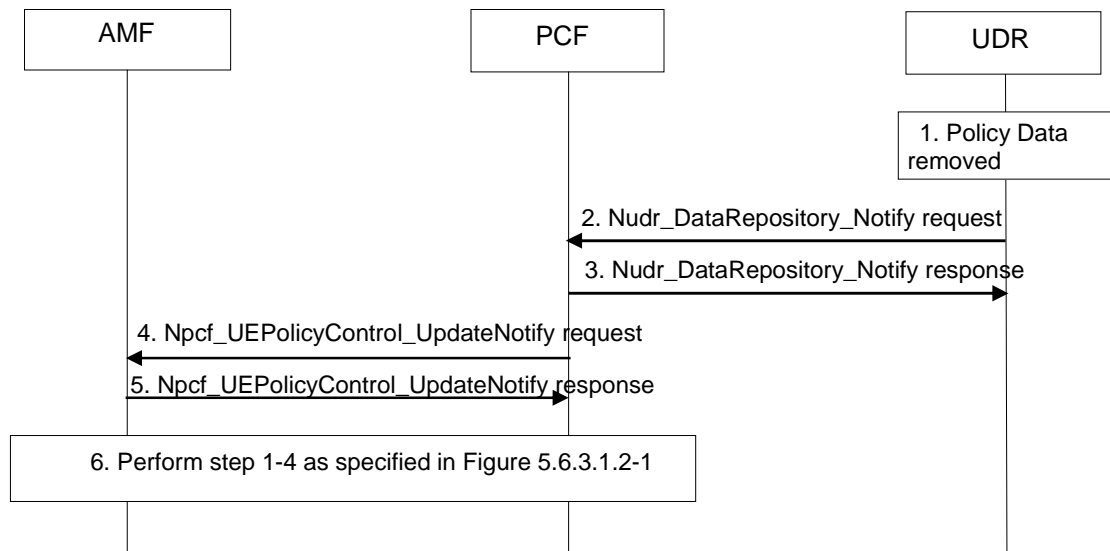 AMF
PCF
UDR
1. Policy Data
removed
2. Nudr_DataRepository_Notify request
3. Nudr_DataRepository_Notify response
4. Npcf_UEPolicyControl_UpdateNotify request
5. Npcf_UEPolicyControl_UpdateNotify response
6. Perform step 1-4 as specified in Figure 5.6.3.1.2-1